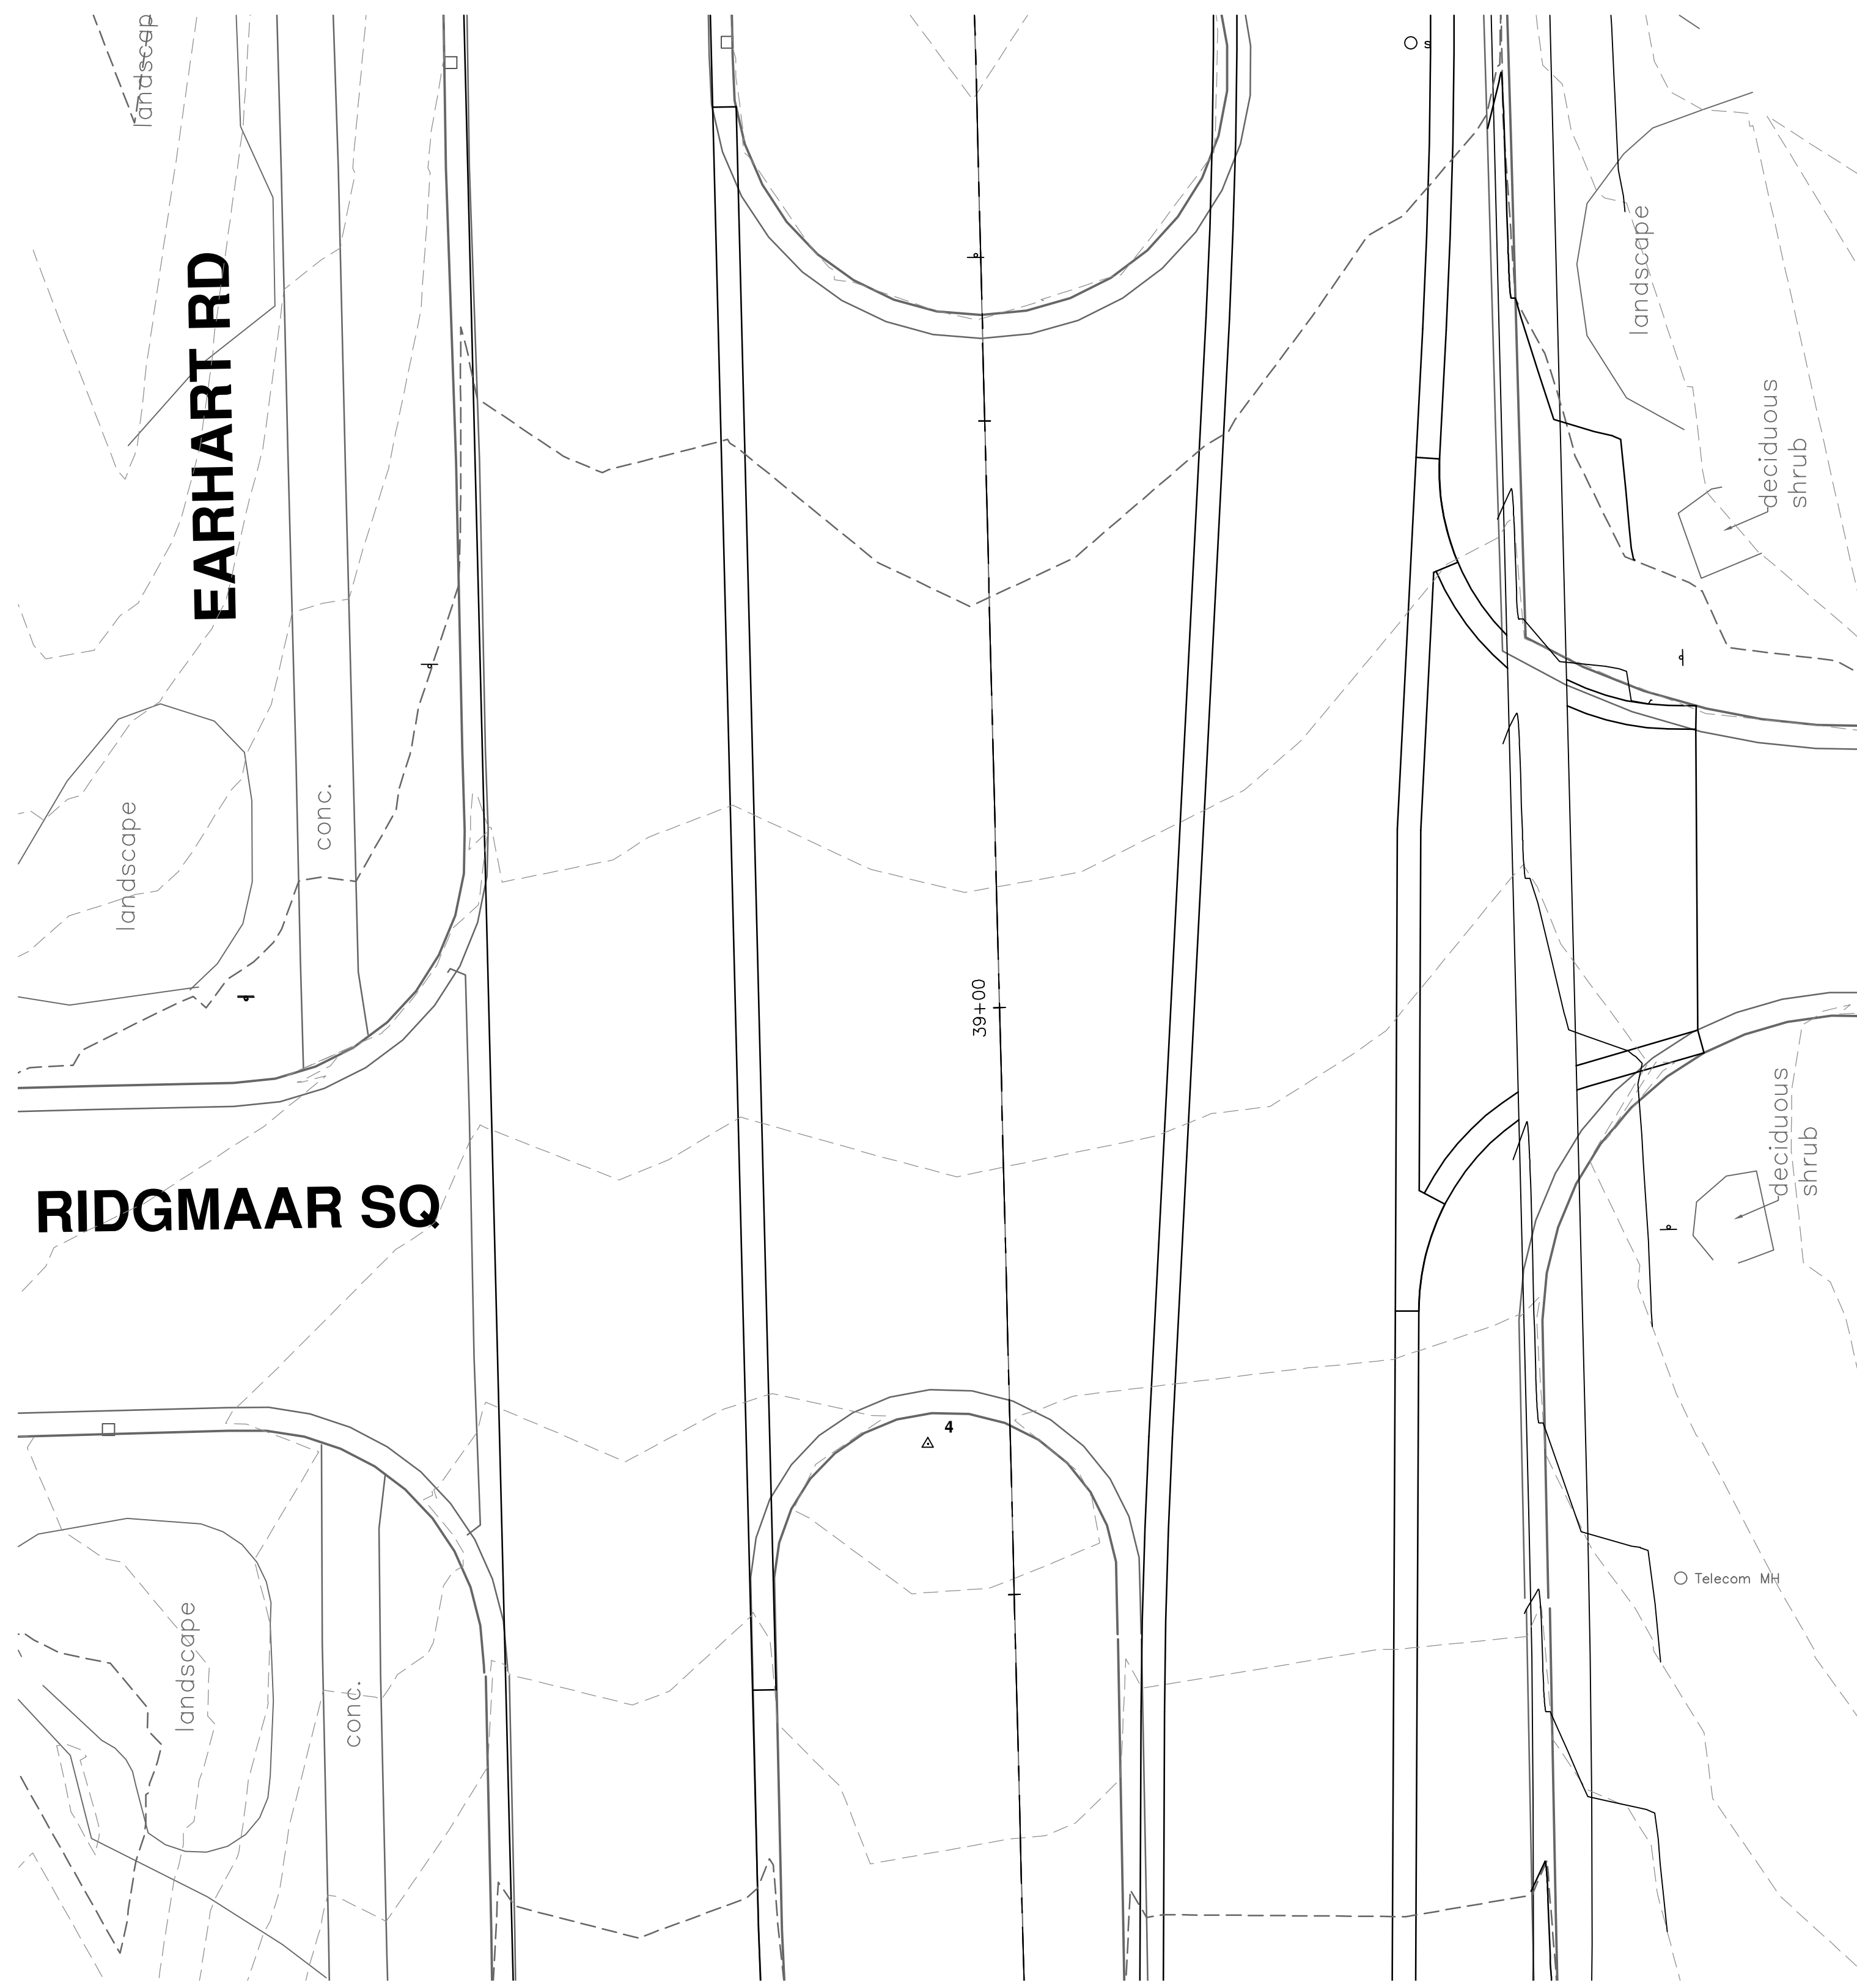 landscap
s
landscape
EARHART RD
deciduous
shrub
conc.
landscape
39+00
deciduous
shrub
RIDGMAAR SQ
4
Telecom MH
landscape
conc.